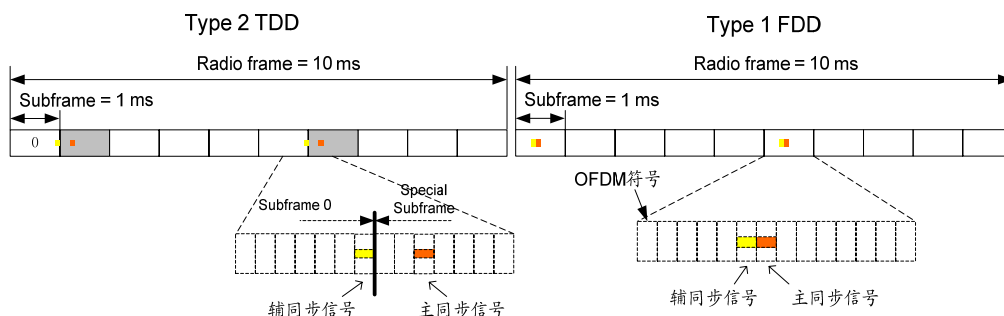 Type 2 TDD
Radio frame = 10 ms
Subframe = 1 ms
0
Subframe 0
Special
Subframe
辅同步信号
主同步信号
Type 1 FDD
Radio frame = 10 ms
Subframe = 1 ms
OFDM符号
辅同步信号
主同步信号